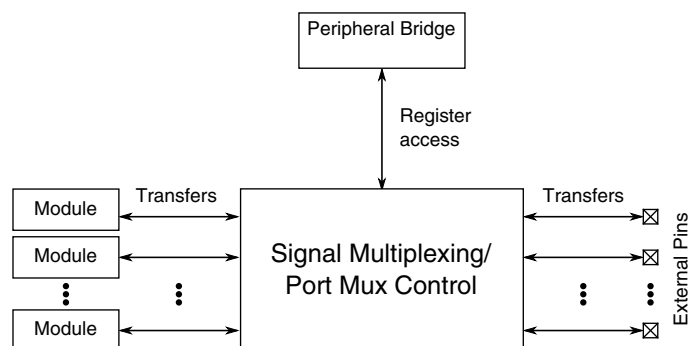 Peripheral Bridge
Register
access
Transfers
Transfers
Module
Module
Module
Signal Multiplexing/
Port Mux Control
External Pins